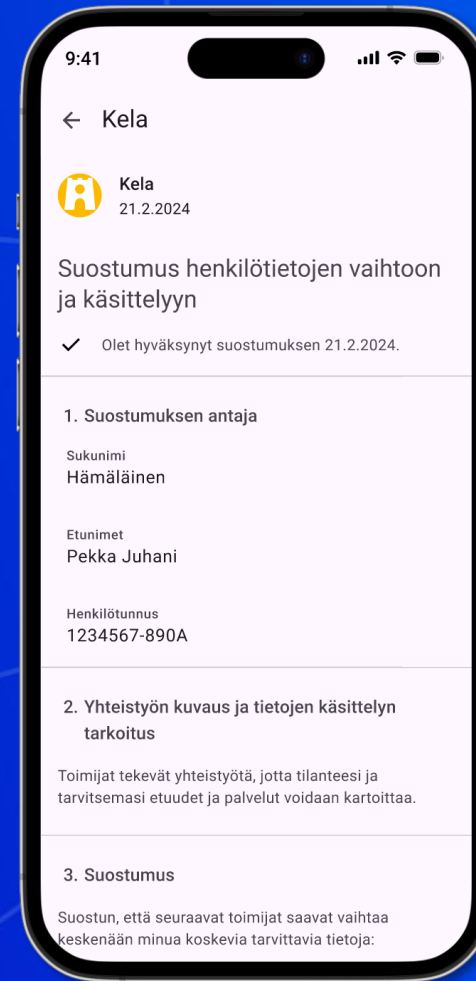 9:41
Kela
Kela
21.2.2024
Suostumus henkilötietojen vaihtoon
ja käsittelyyn
Olet hyväksynyt suostumuksen 21.2.2024.
1. Suostumuksen antaja
Sukunimi
Hämäläinen
Etunimet
Pekka Juhani
Henkilötunnus
1234567-890A
2. Yhteistyön kuvaus ja tietojen käsittelyn
tarkoitus
Toimijat tekevät yhteistyötä, jotta tilanteesi ja
tarvitsemasi etuudet ja palvelut voidaan kartoittaa.
3. Suostumus
Suostun, että seuraavat toimijat saavat vaihtaa
keskenään minua koskevia tarvittavia tietoja: